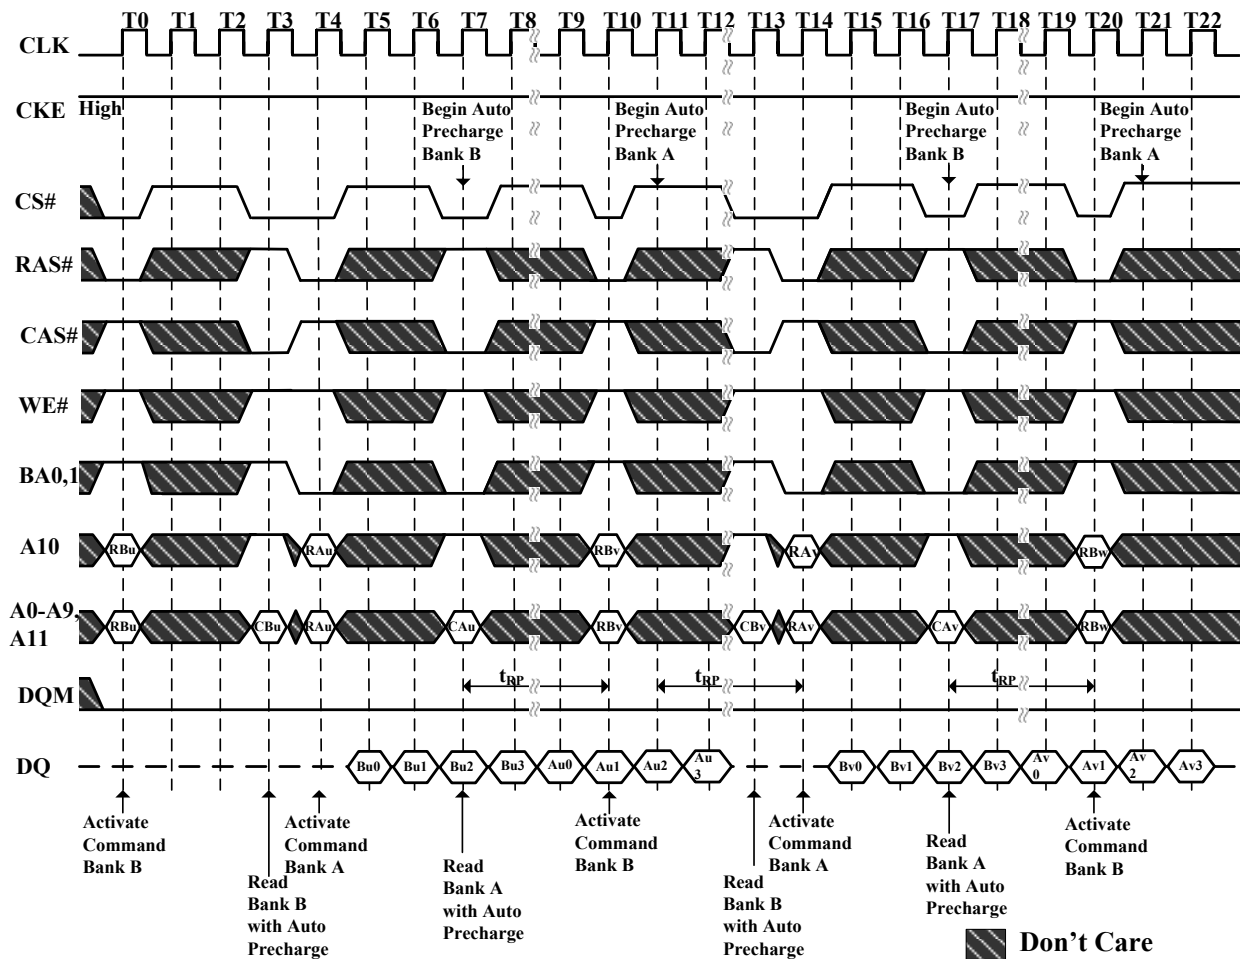 T0 T1 T2 T3 T4 T5 T6 T7 T8 T9 T10 T11 T12 T13 T14 T15 T16 T17 T18 T19 T20 T21 T22
CLK
CKE
High
Begin Auto
Precharge
Bank B
Begin Auto
Precharge
Bank A
Begin Auto
Precharge
Bank B
Begin Auto
Precharge
Bank A
CS#
RAS#
CAS#
WE#
BA0,1
A10
RBu RAu RBv RAv RBw
A0-A9,
A11
RBu CBu RAu CAu RBv CBv RAv CAv RBw
DQM
tRP tRP tRP
DQ
Bu0 Bu1 Bu2 Bu3 Au0 Au1 Au2 Au
3
Bv0 Bv1 Bv2 Bv3 Av
0
Av1 Av
2
Av3
Activate
Command
Bank B
Read
Bank B
with Auto
Precharge
Activate
Command
Bank A
Read
Bank A
with Auto
Precharge
Activate
Command
Bank B
Read
Bank B
with Auto
Precharge
Activate
Command
Bank A
Read
Bank A
with Auto
Precharge
Activate
Command
Bank B
Don't Care